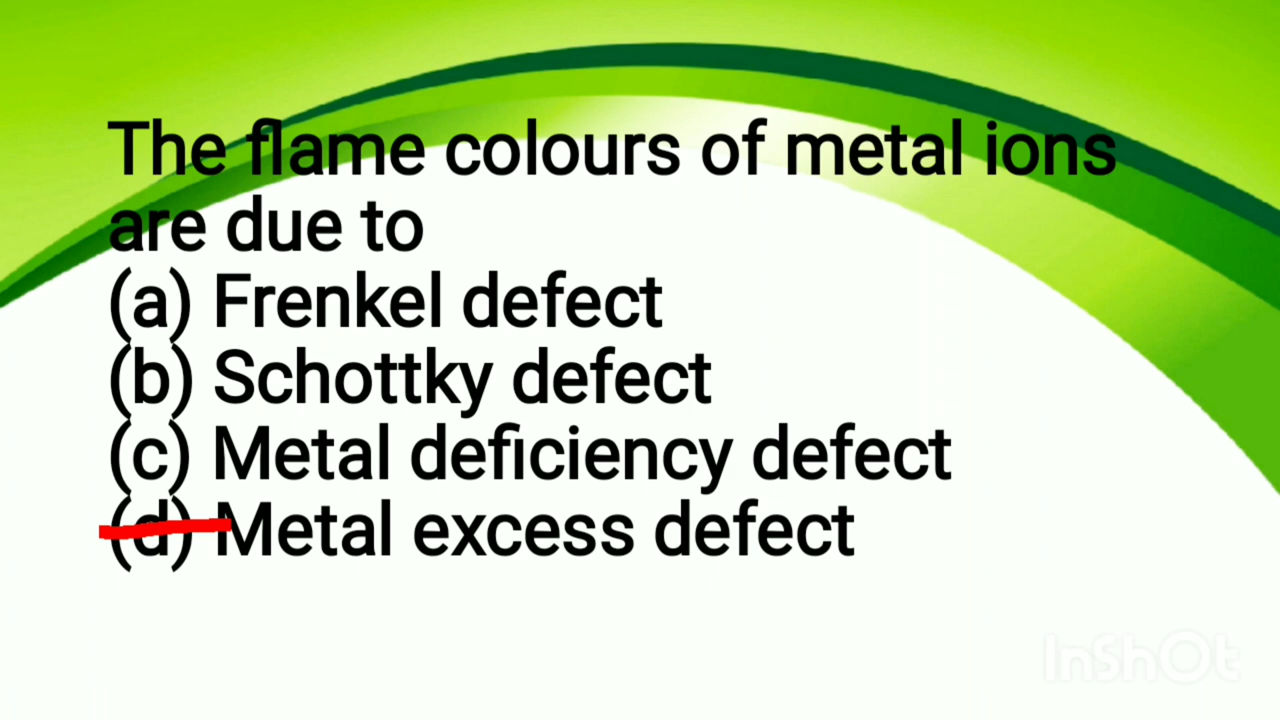 The flame colours of metal ions
are due to
(a) Frenkel defect
(b) Schottky defect
(c) Metal deficiency defect
(d) Metal excess defect
InShOt